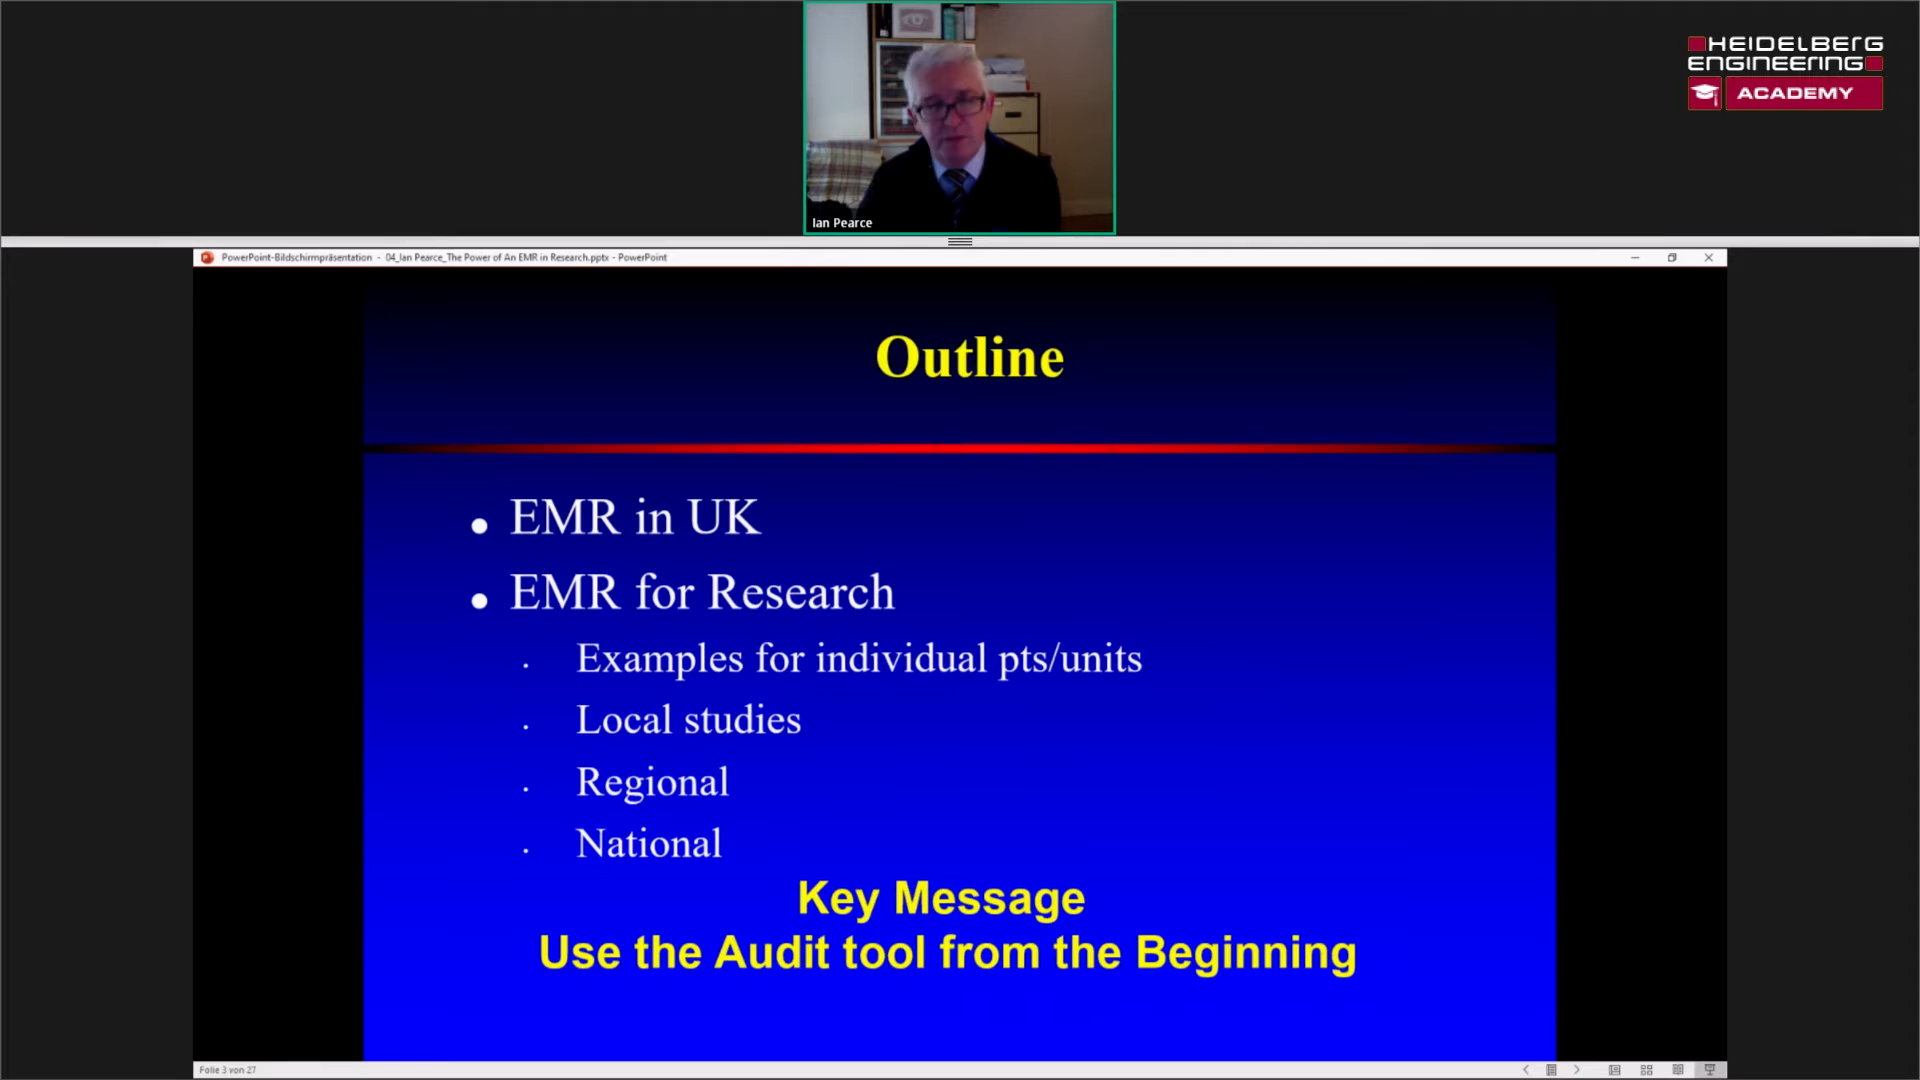 HEIDELBERG
ENGINEERING
ACADEMY
Ian Pearce
PowerPoint-Bildschirmpräsentation - 04_Ian Pearce_The Power of An EMR in Research.pptx - PowerPoint
Outline
• EMR in UK
• EMR for Research
. Examples for individual pts/units
. Local studies
. Regional
. National
Key Message
Use the Audit tool from the Beginning
Folie 3 von 27